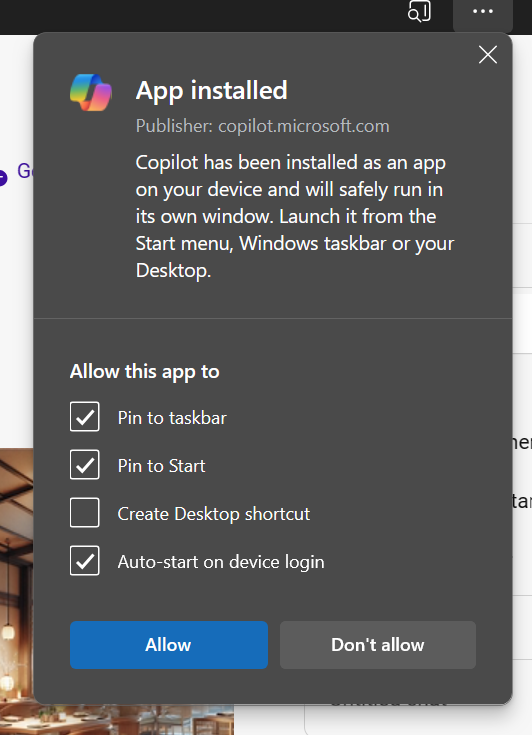 App installed
Publisher: copilot.microsoft.com
Copilot has been installed as an app
on your device and will safely run in
its own window. Launch it from the
Start menu, Windows taskbar or your
Desktop.
Allow this app to
Pin to taskbar
Pin to Start
Create Desktop shortcut
Auto-start on device login
Allow
Don't allow